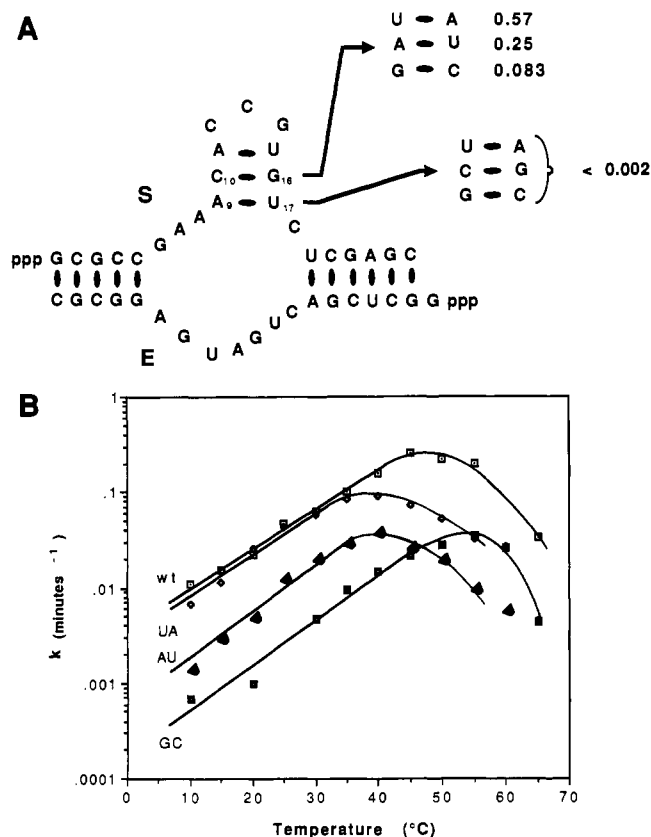 A
U A 0.57
A U 0.25
G C 0.083
C
C G
A U
C10 G16
A9 U17
U A
C G
G C
< 0.002
S
A
A
G
C
ppp G C G C C
C G C G G
U C G A G C
A G C U C G G ppp
A
G
U
A
G
U
C
E
B
k (minutes -1)
1
.1
.01
.001
.0001
wt
UA
AU
GC
0 10 20 30 40 50 60 70
Temperature (°C)